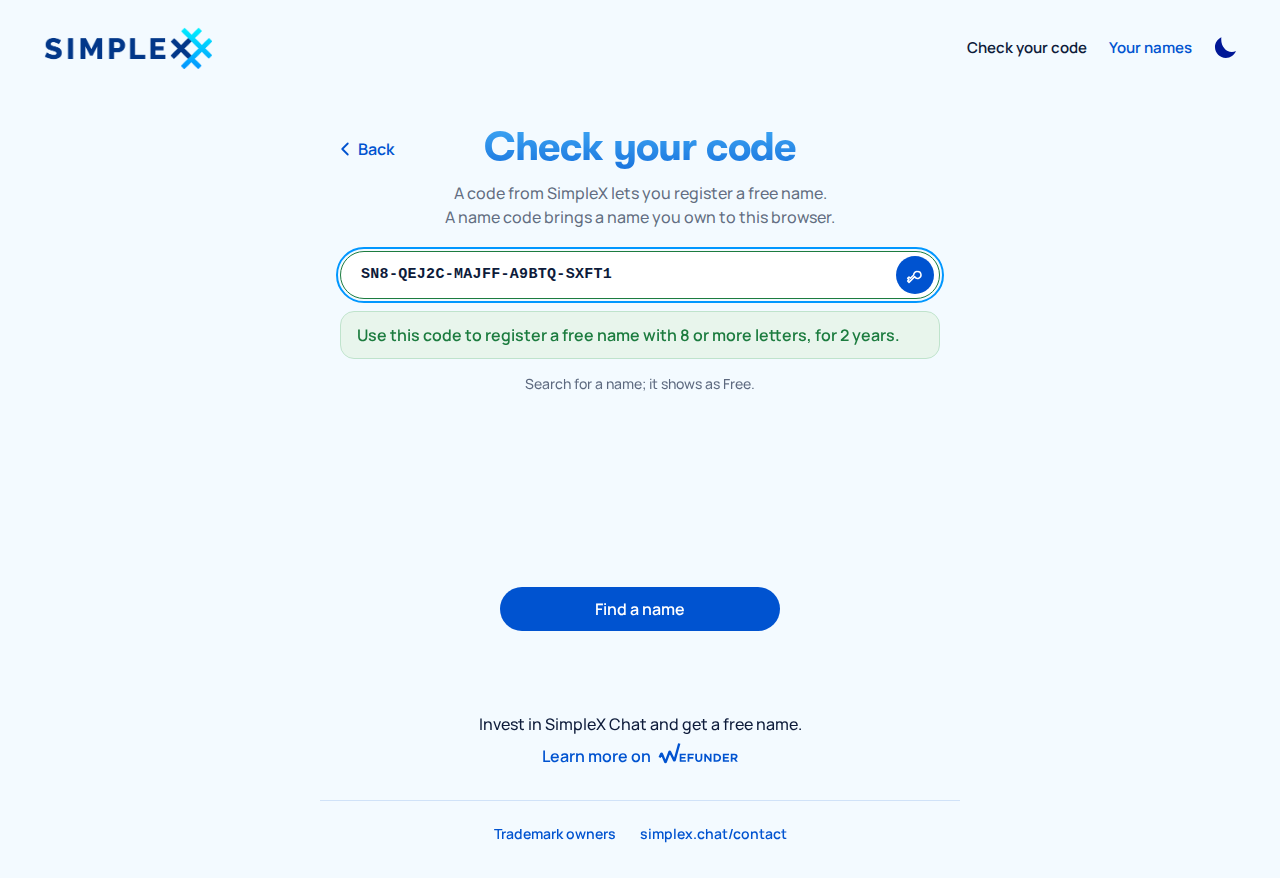 SIMPLEX
Check your code
Your names
Back
Check your code
A code from SimpleX lets you register a free name.
A name code brings a name you own to this browser.
SN8-QEJ2C-MAJFF-A9BTQ-SXFT1
Use this code to register a free name with 8 or more letters, for 2 years.
Search for a name; it shows as Free.
Find a name
Invest in SimpleX Chat and get a free name.
Learn more on WEFUNDER
Trademark owners
simplex.chat/contact